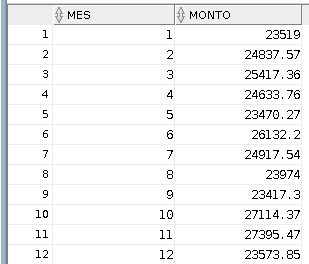 MES MONTO
1 1 23519
2 2 24837.57
3 3 25417.36
4 4 24633.76
5 5 23470.27
6 6 26132.2
7 7 24917.54
8 8 23974
9 9 23417.3
10 10 27114.37
11 11 27395.47
12 12 23573.85